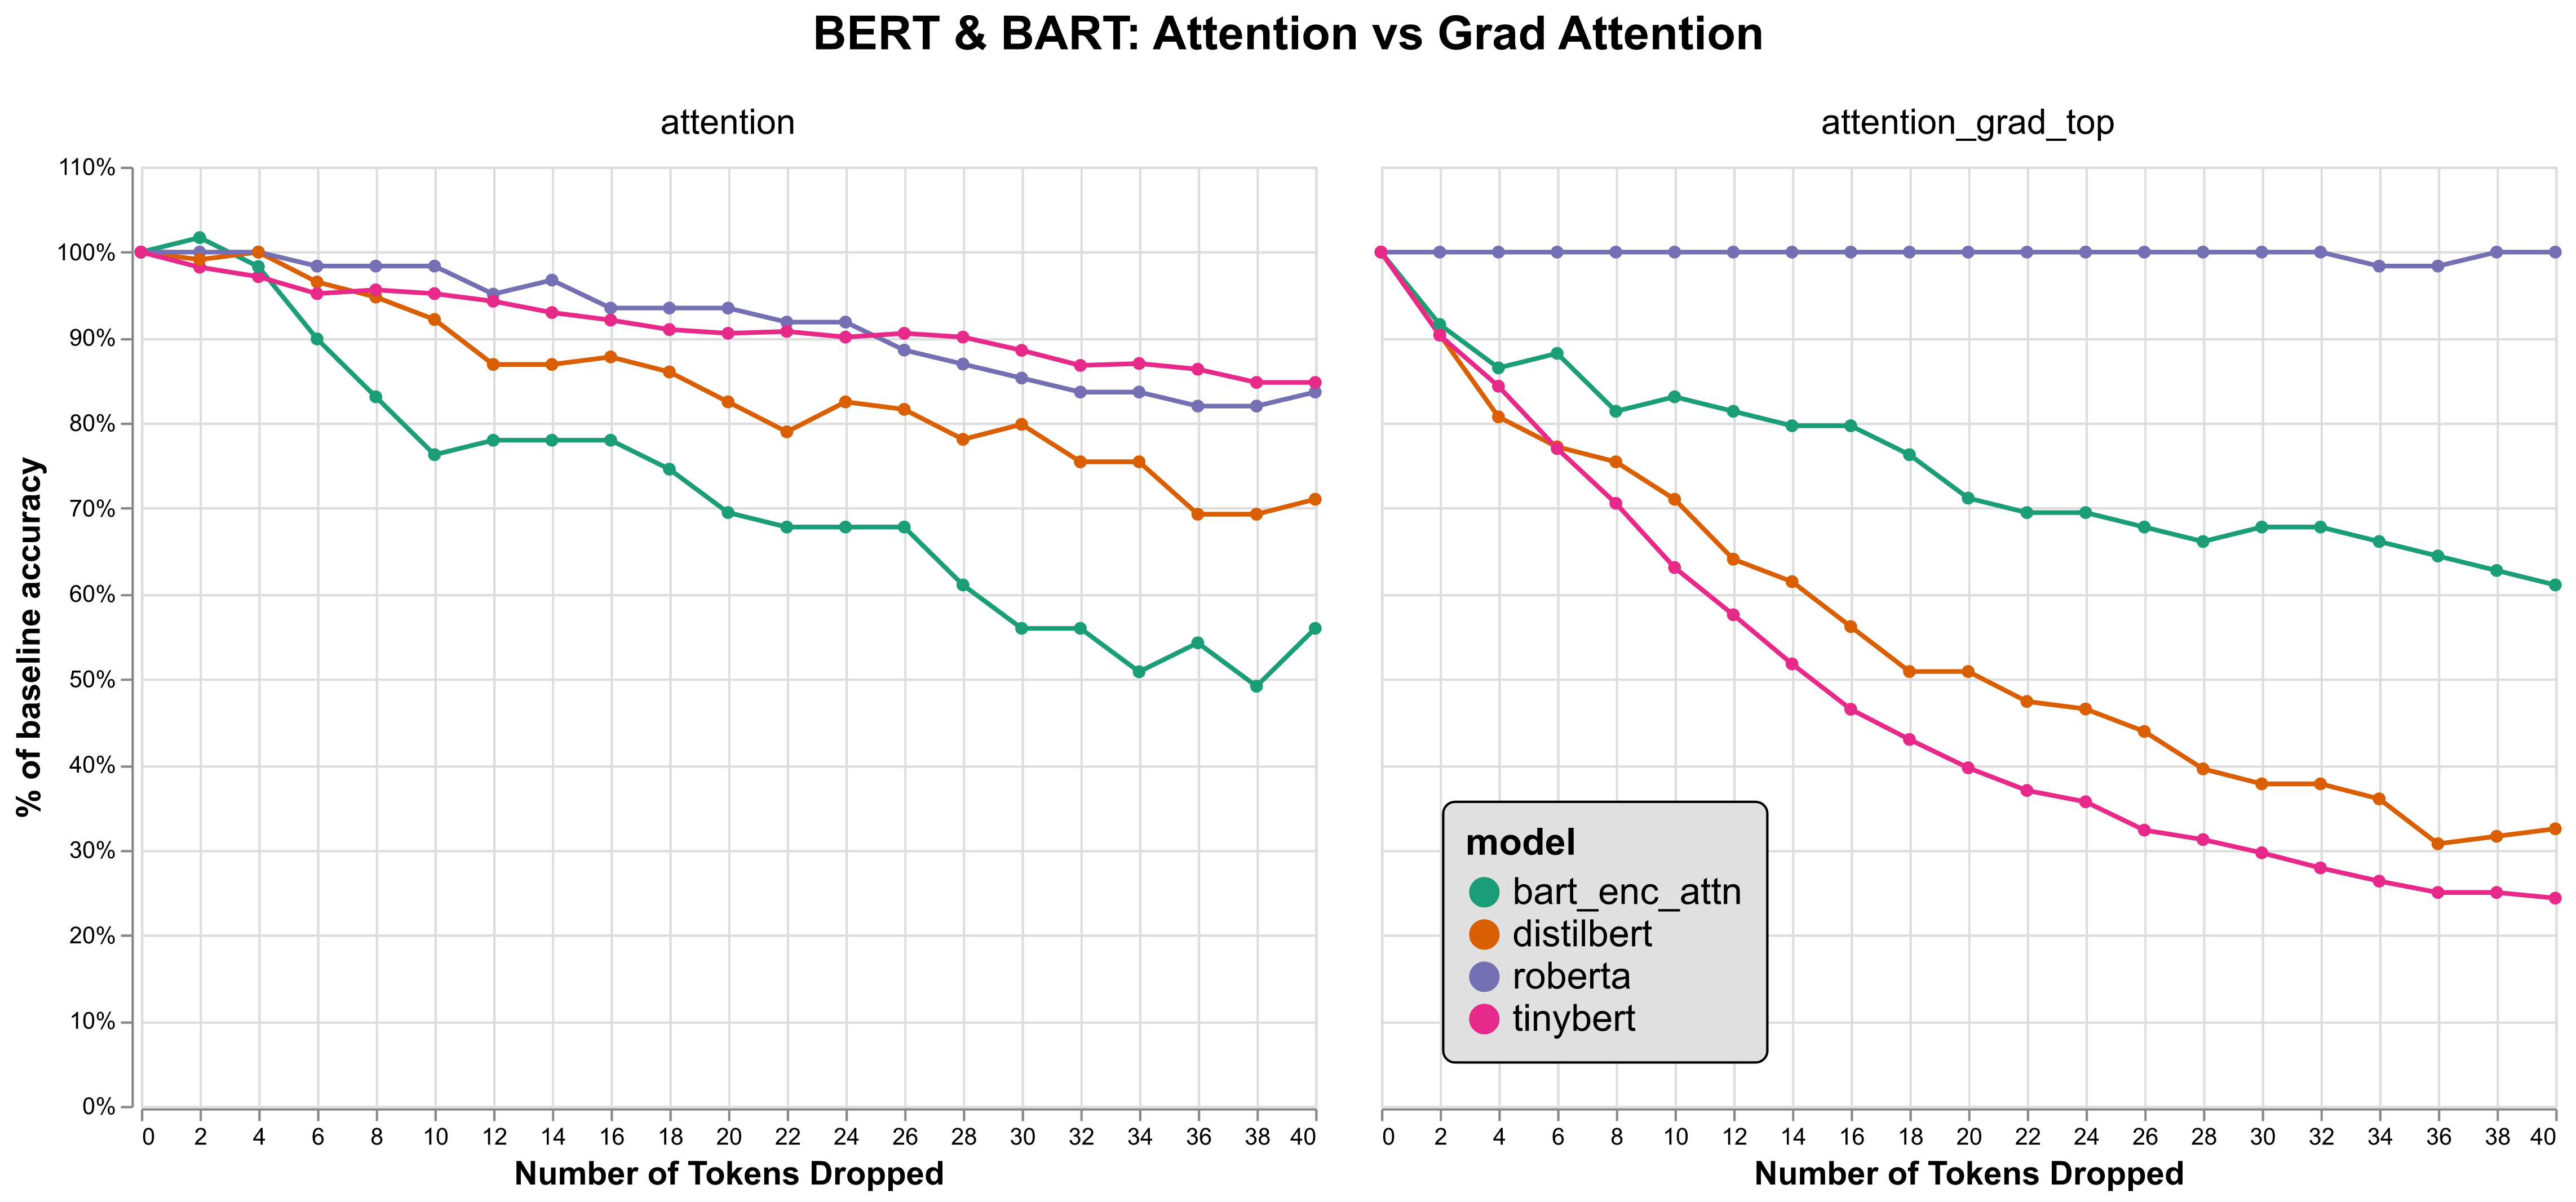 BERT & BART: Attention vs Grad Attention
attention
attention_grad_top
% of baseline accuracy
110%
100%
90%
80%
70%
60%
50%
40%
30%
20%
10%
0%
0 2 4 6 8 10 12 14 16 18 20 22 24 26 28 30 32 34 36 38 40
0 2 4 6 8 10 12 14 16 18 20 22 24 26 28 30 32 34 36 38 40
Number of Tokens Dropped
Number of Tokens Dropped
model
bart_enc_attn
distilbert
roberta
tinybert